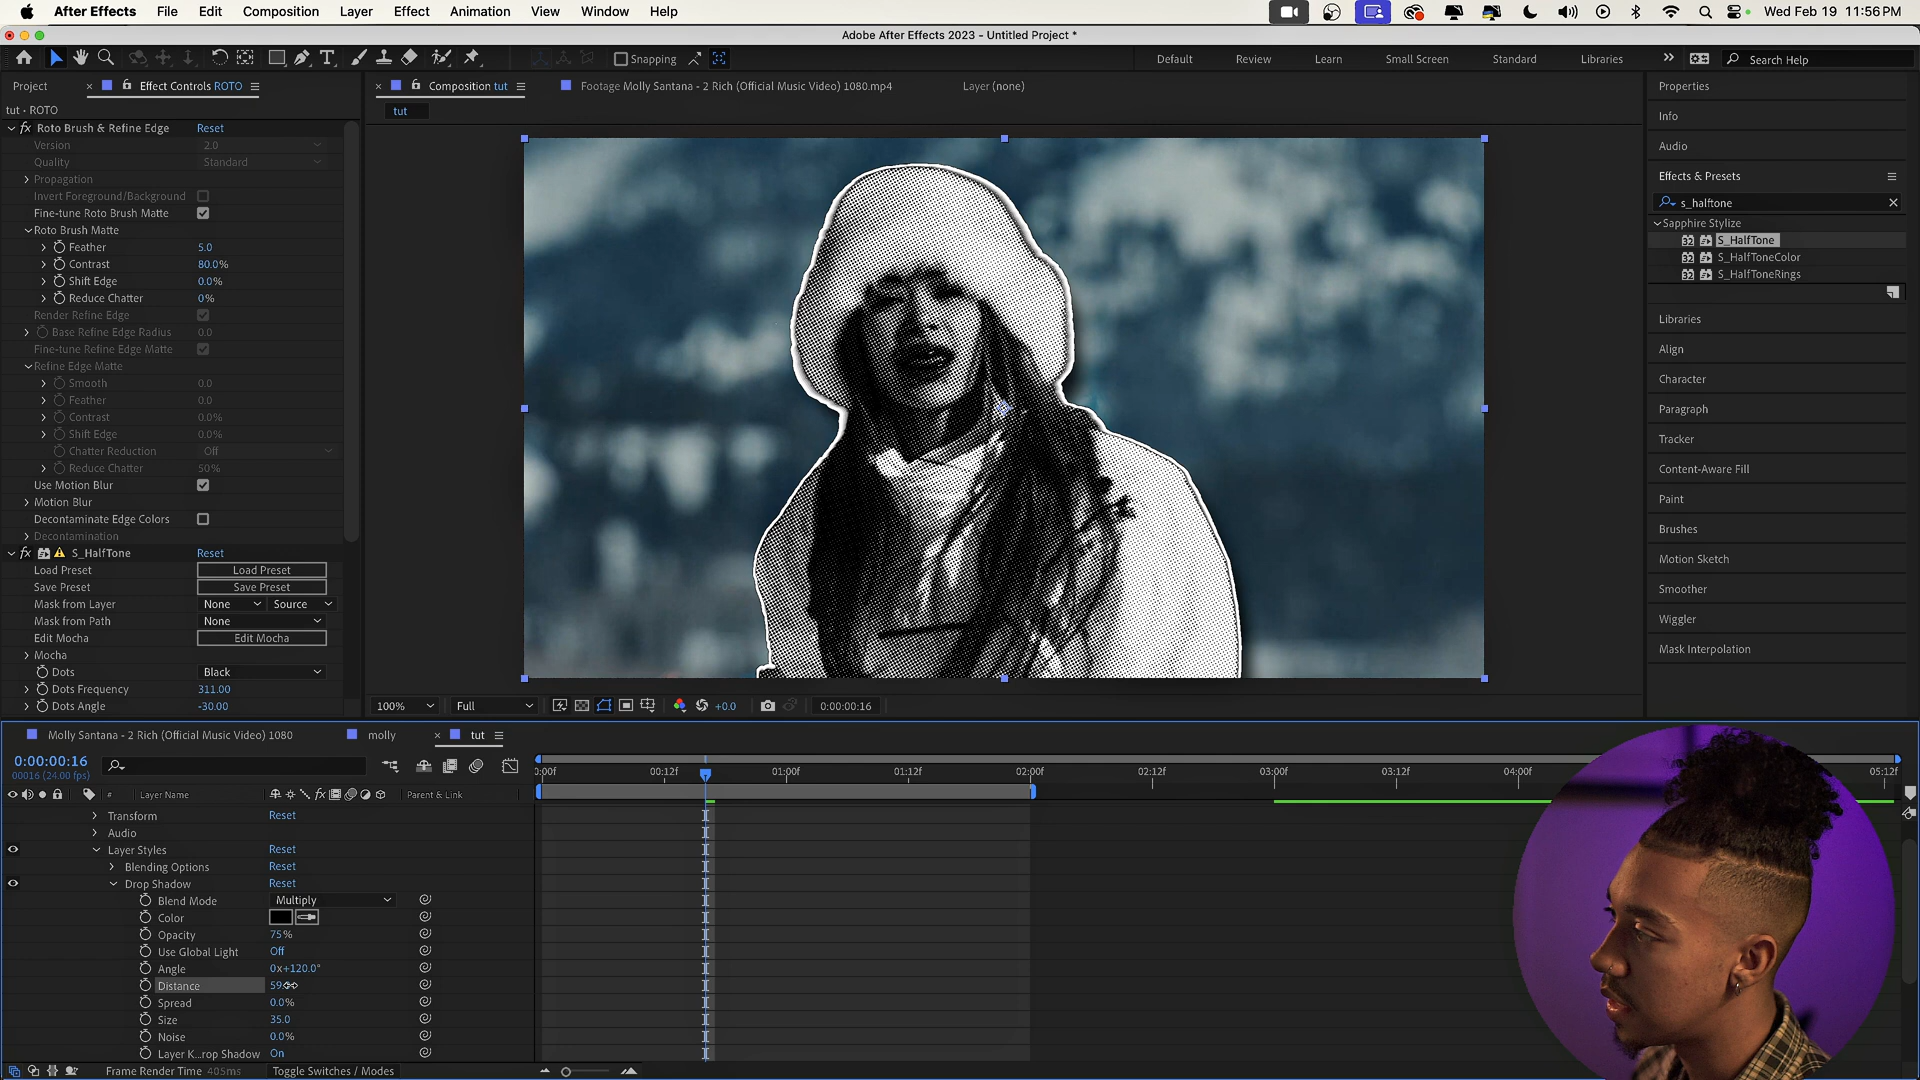 After Effects File Edit Composition Layer Effect Animation View Window Help Wed Feb 19 11:56 PM
Adobe After Effects 2023 - Untitled Project *
Snapping Default Review Learn Small Screen Standard Libraries Search Help
Project Effect Controls ROTO Composition tut Footage Molly Santana - 2 Rich (Official Music Video) 1080.mp4 Layer (none)
tut • ROTO
tut
fx Roto Brush & Refine Edge Reset
Version 2.0
Quality Standard
Propagation
Invert Foreground/Background
Fine-tune Roto Brush Matte
Roto Brush Matte
Feather 5.0
Contrast 80.0%
Shift Edge 0.0%
Reduce Chatter 0%
Render Refine Edge
Base Refine Edge Radius 0.0
Fine-tune Refine Edge Matte
Refine Edge Matte
Smooth 0.0
Feather 0.0
Contrast 0.0%
Shift Edge 0.0%
Chatter Reduction Off
Reduce Chatter 50%
Use Motion Blur
Motion Blur
Decontaminate Edge Colors
Decontamination
fx S_HalfTone Reset
Load Preset Load Preset
Save Preset Save Preset
Mask from Layer None Source
Mask from Path None
Edit Mocha Edit Mocha
Mocha
Dots Black
Dots Frequency 311.00
Dots Angle -30.00
100% Full +0.0 0:00:00:16
Properties
Info
Audio
Effects & Presets
s_halftone
Sapphire Stylize
32 S_HalfTone
32 S_HalfToneColor
32 S_HalfToneRings
Libraries
Align
Character
Paragraph
Tracker
Content-Aware Fill
Paint
Brushes
Motion Sketch
Smoother
Wiggler
Mask Interpolation
Molly Santana - 2 Rich (Official Music Video) 1080 molly tut
0:00:00:16
00016 (24.00 fps)
0:00f 00:12f 01:00f 01:12f 02:00f 02:12f 03:00f 03:12f 04:00f 05:12f
# Layer Name fx Parent & Link
Transform Reset
Audio
Layer Styles Reset
Blending Options Reset
Drop Shadow Reset
Blend Mode Multiply
Color
Opacity 75%
Use Global Light Off
Angle 0x+120.0°
Distance 59
Spread 0.0%
Size 35.0
Noise 0.0%
Layer K...rop Shadow On
Frame Render Time 405ms Toggle Switches / Modes